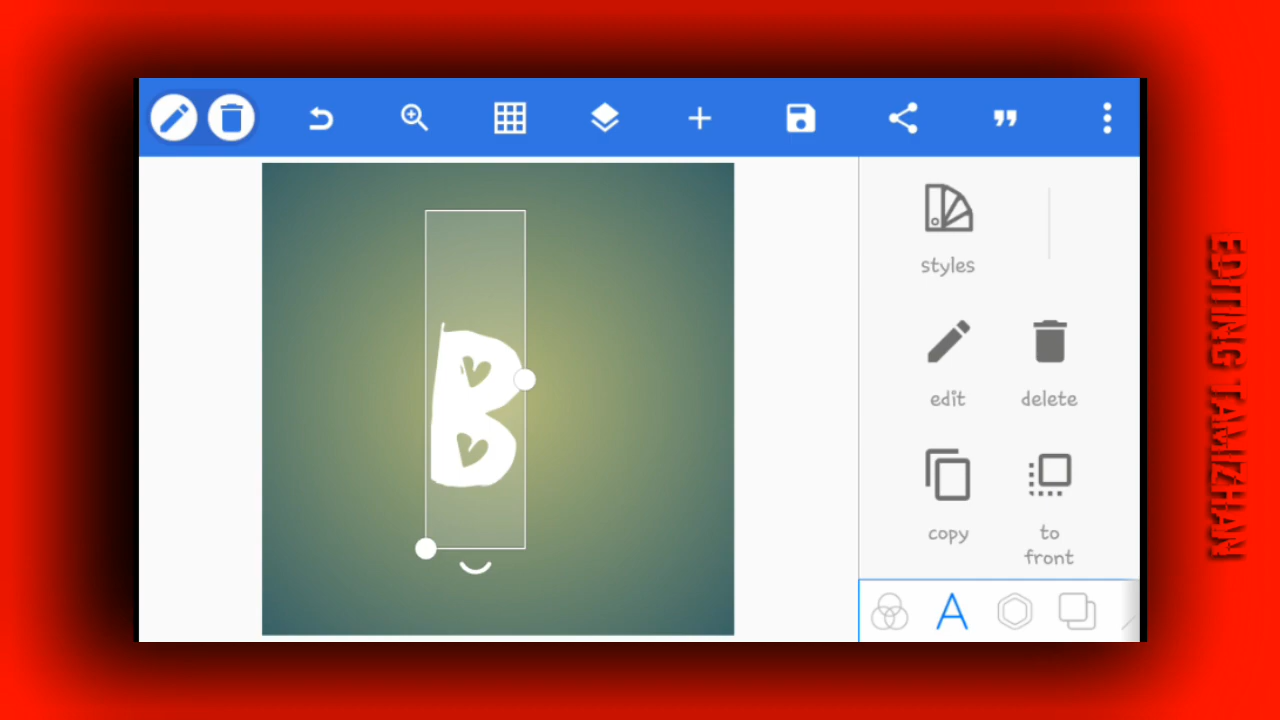 B
styles
edit
delete
copy
to
front
EDITING TAMIZHAN